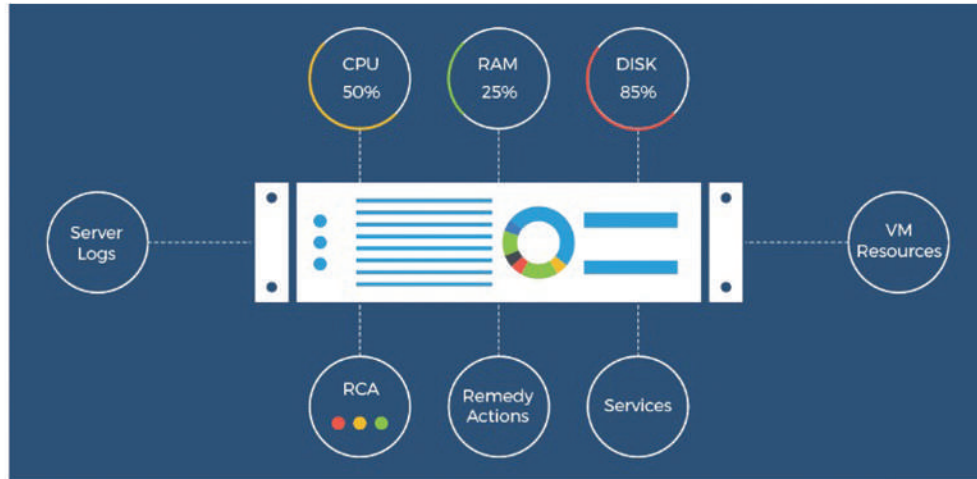 CPU
50%
RAM
25%
DISK
85%
Server
Logs
VM
Resources
RCA
Remedy
Actions
Services